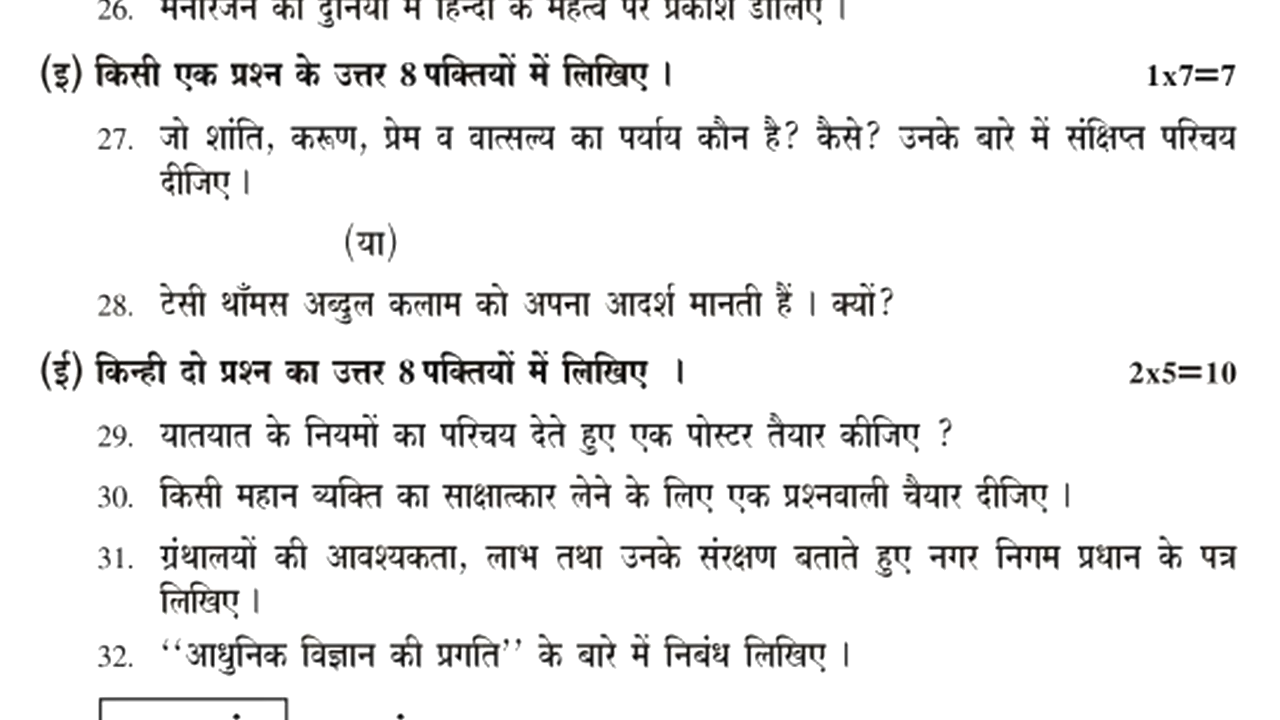 26. मनोरंजन की दुनिया में हिन्दी के महत्व पर प्रकाश डालिए ।
(इ) किसी एक प्रश्न के उत्तर 8 पक्तियों में लिखिए । 1x7=7
27. जो शांति, करूण, प्रेम व वात्सल्य का पर्याय कौन है? कैसे? उनके बारे में संक्षिप्त परिचय
दीजिए ।
(या)
28. टेसी थाँमस अब्दुल कलाम को अपना आदर्श मानती हैं । क्यों?
(ई) किन्ही दो प्रश्न का उत्तर 8 पक्तियों में लिखिए । 2x5=10
29. यातयात के नियमों का परिचय देते हुए एक पोस्टर तैयार कीजिए ?
30. किसी महान व्यक्ति का साक्षात्कार लेने के लिए एक प्रश्नवाली चैयार दीजिए ।
31. ग्रंथालयों की आवश्यकता, लाभ तथा उनके संरक्षण बताते हुए नगर निगम प्रधान के पत्र
लिखिए ।
32. ‘‘आधुनिक विज्ञान की प्रगति’’ के बारे में निबंध लिखिए ।